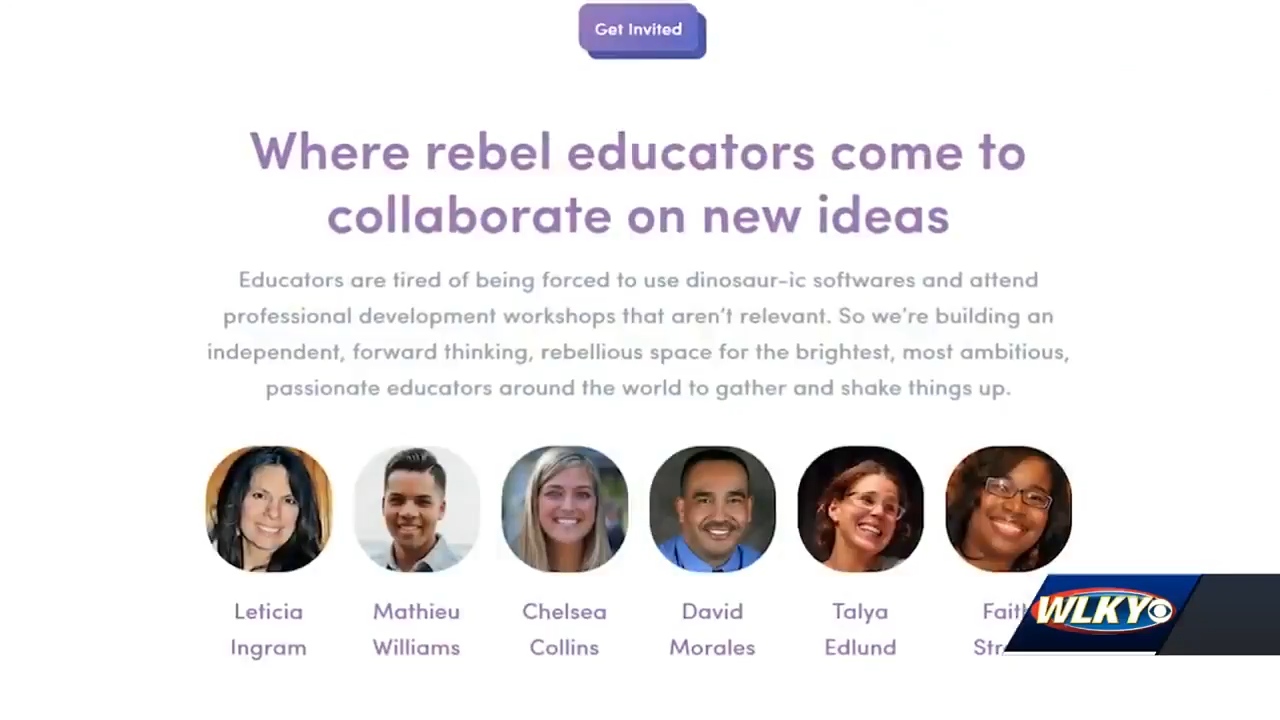 Get Invited
Where rebel educators come to
collaborate on new ideas
Educators are tired of being forced to use dinosaur-ic softwares and attend
professional development workshops that aren't relevant. So we're building an
independent, forward thinking, rebellious space for the brightest, most ambitious,
passionate educators around the world to gather and shake things up.
Leticia
Ingram
Mathieu
Williams
Chelsea
Collins
David
Morales
Talya
Edlund
WLKY